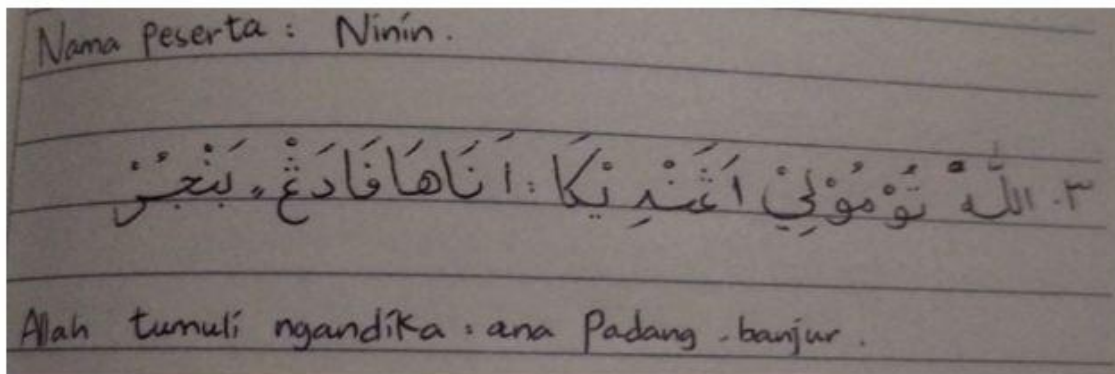 Nama Peserta : Ninin.
٣. اللّٰهُ تُوْمُوْلِيْ اَڠَنْدِيْكَا : اَنَاهَا فَادَڠْ، بَنْجُرْ
Allah tumuli ngandika : ana Padang . banjur .